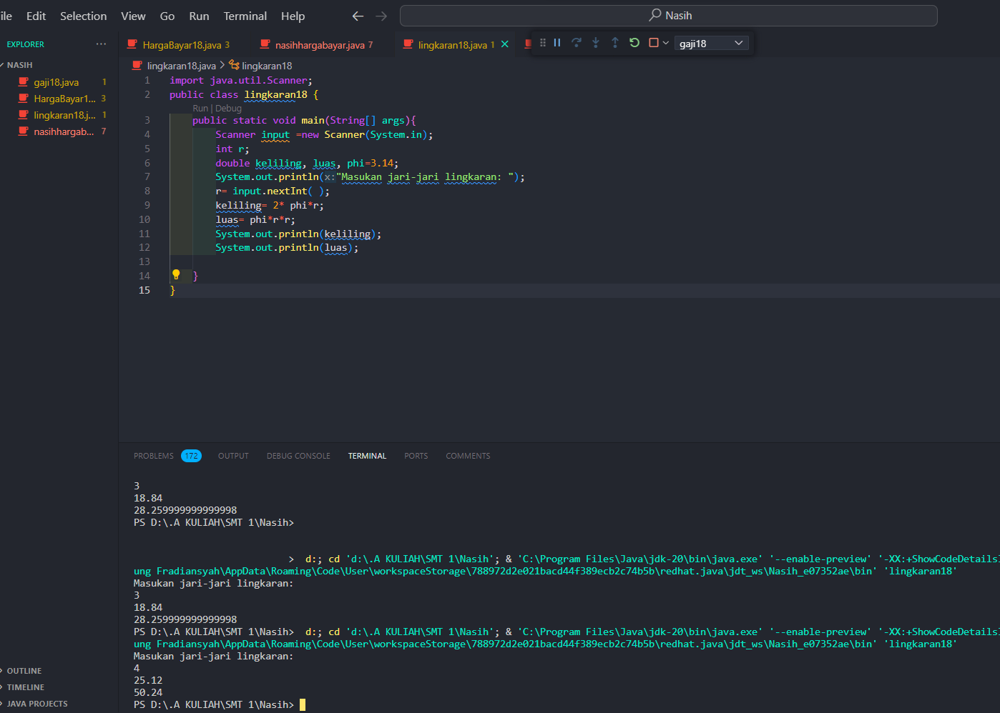 ile Edit Selection View Go Run Terminal Help ← → Nasih
EXPLORER ...
HargaBayar18.java 3 nasihhargabayar.java 7 lingkaran18.java 1 × gaji18
NASIH
gaji18.java 1
HargaBayar1... 3
lingkaran18.j... 1
nasihhargab... 7
lingkaran18.java > lingkaran18
1 import java.util.Scanner;
2 public class lingkaran18 {
Run | Debug
3 public static void main(String[] args){
4 Scanner input =new Scanner(System.in);
5 int r;
6 double keliling, luas, phi=3.14;
7 System.out.println(x:"Masukan jari-jari lingkaran: ");
8 r= input.nextInt( );
9 keliling= 2* phi*r;
10 luas= phi*r*r;
11 System.out.println(keliling);
12 System.out.println(luas);
13
14 }
15 }
PROBLEMS 172 OUTPUT DEBUG CONSOLE TERMINAL PORTS COMMENTS
3
18.84
28.259999999999998
PS D:\.A KULIAH\SMT 1\Nasih>
> d:; cd 'd:\.A KULIAH\SMT 1\Nasih'; & 'C:\Program Files\Java\jdk-20\bin\java.exe' '--enable-preview' '-XX:+ShowCodeDetails
ung Fradiansyah\AppData\Roaming\Code\User\workspaceStorage\788972d2e021bacd44f389ecb2c74b5b\redhat.java\jdt_ws\Nasih_e07352ae\bin' 'lingkaran18'
Masukan jari-jari lingkaran:
3
18.84
28.259999999999998
PS D:\.A KULIAH\SMT 1\Nasih> d:; cd 'd:\.A KULIAH\SMT 1\Nasih'; & 'C:\Program Files\Java\jdk-20\bin\java.exe' '--enable-preview' '-XX:+ShowCodeDetails
ung Fradiansyah\AppData\Roaming\Code\User\workspaceStorage\788972d2e021bacd44f389ecb2c74b5b\redhat.java\jdt_ws\Nasih_e07352ae\bin' 'lingkaran18'
Masukan jari-jari lingkaran:
4
25.12
50.24
PS D:\.A KULIAH\SMT 1\Nasih>
OUTLINE
TIMELINE
JAVA PROJECTS